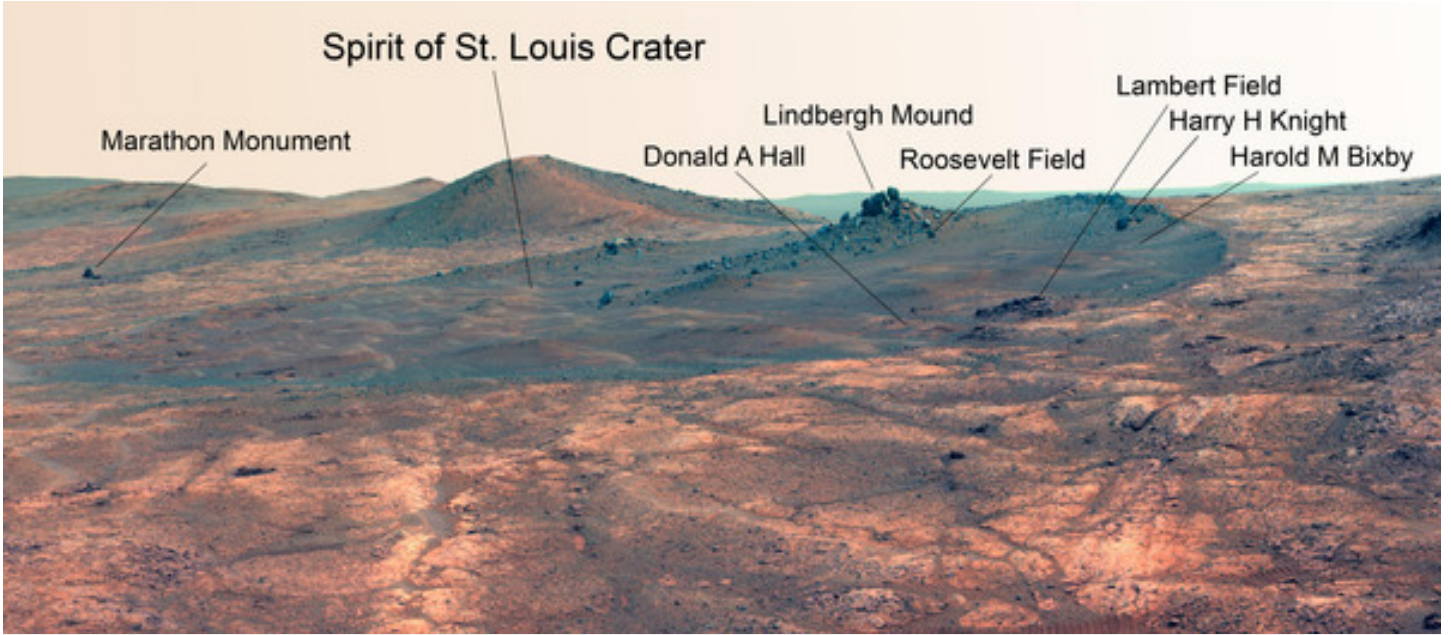 Spirit of St. Louis Crater
Marathon Monument
Donald A Hall
Lindbergh Mound
Roosevelt Field
Lambert Field
Harry H Knight
Harold M Bixby